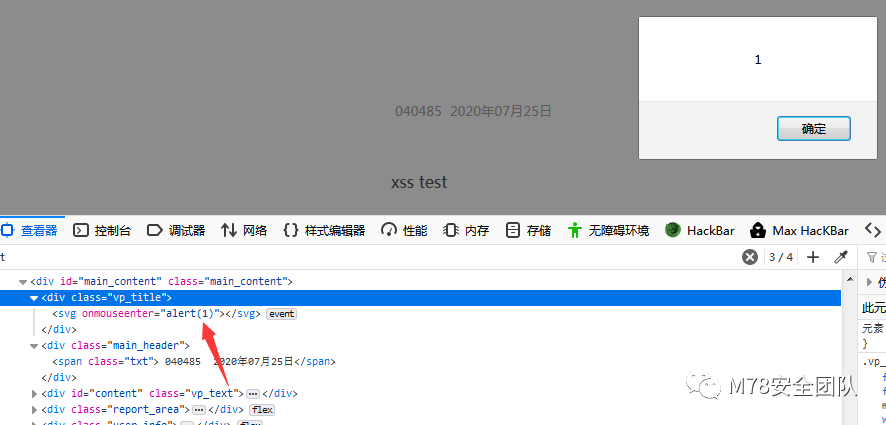 1
确定
040485 2020年07月25日
xss test
查看器 控制台 调试器 网络 {} 样式编辑器 性能 内存 存储 无障碍环境 HackBar Max HacKBar
t 3 / 4
<div id="main_content" class="main_content">
<div class="vp_title">
<svg onmouseenter="alert(1)"></svg> event
</div>
<div class="main_header">
<span class="txt"> 040485 2020年07月25日</span>
</div>
<div id="content" class="vp_text"> ••• </div>
<div class="report_area"> ••• </div> flex
此元
元素
}
.vp_
M78安全团队